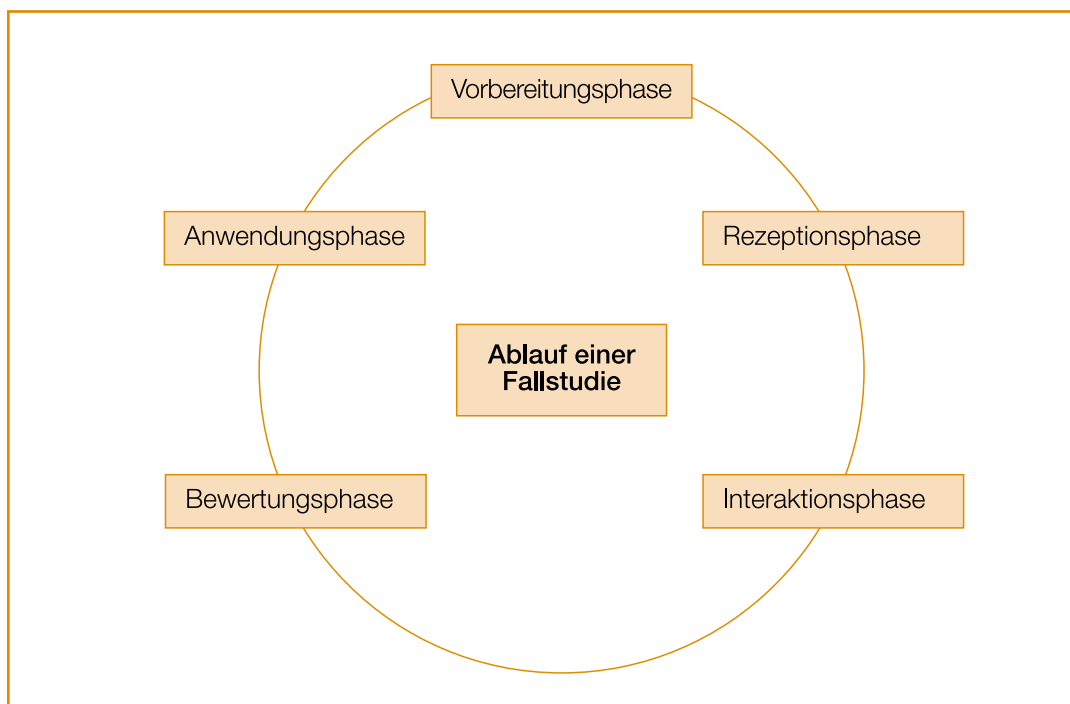 Vorbereitungsphase
Anwendungsphase
Rezeptionsphase
Ablauf einer
Fallstudie
Bewertungsphase
Interaktionsphase